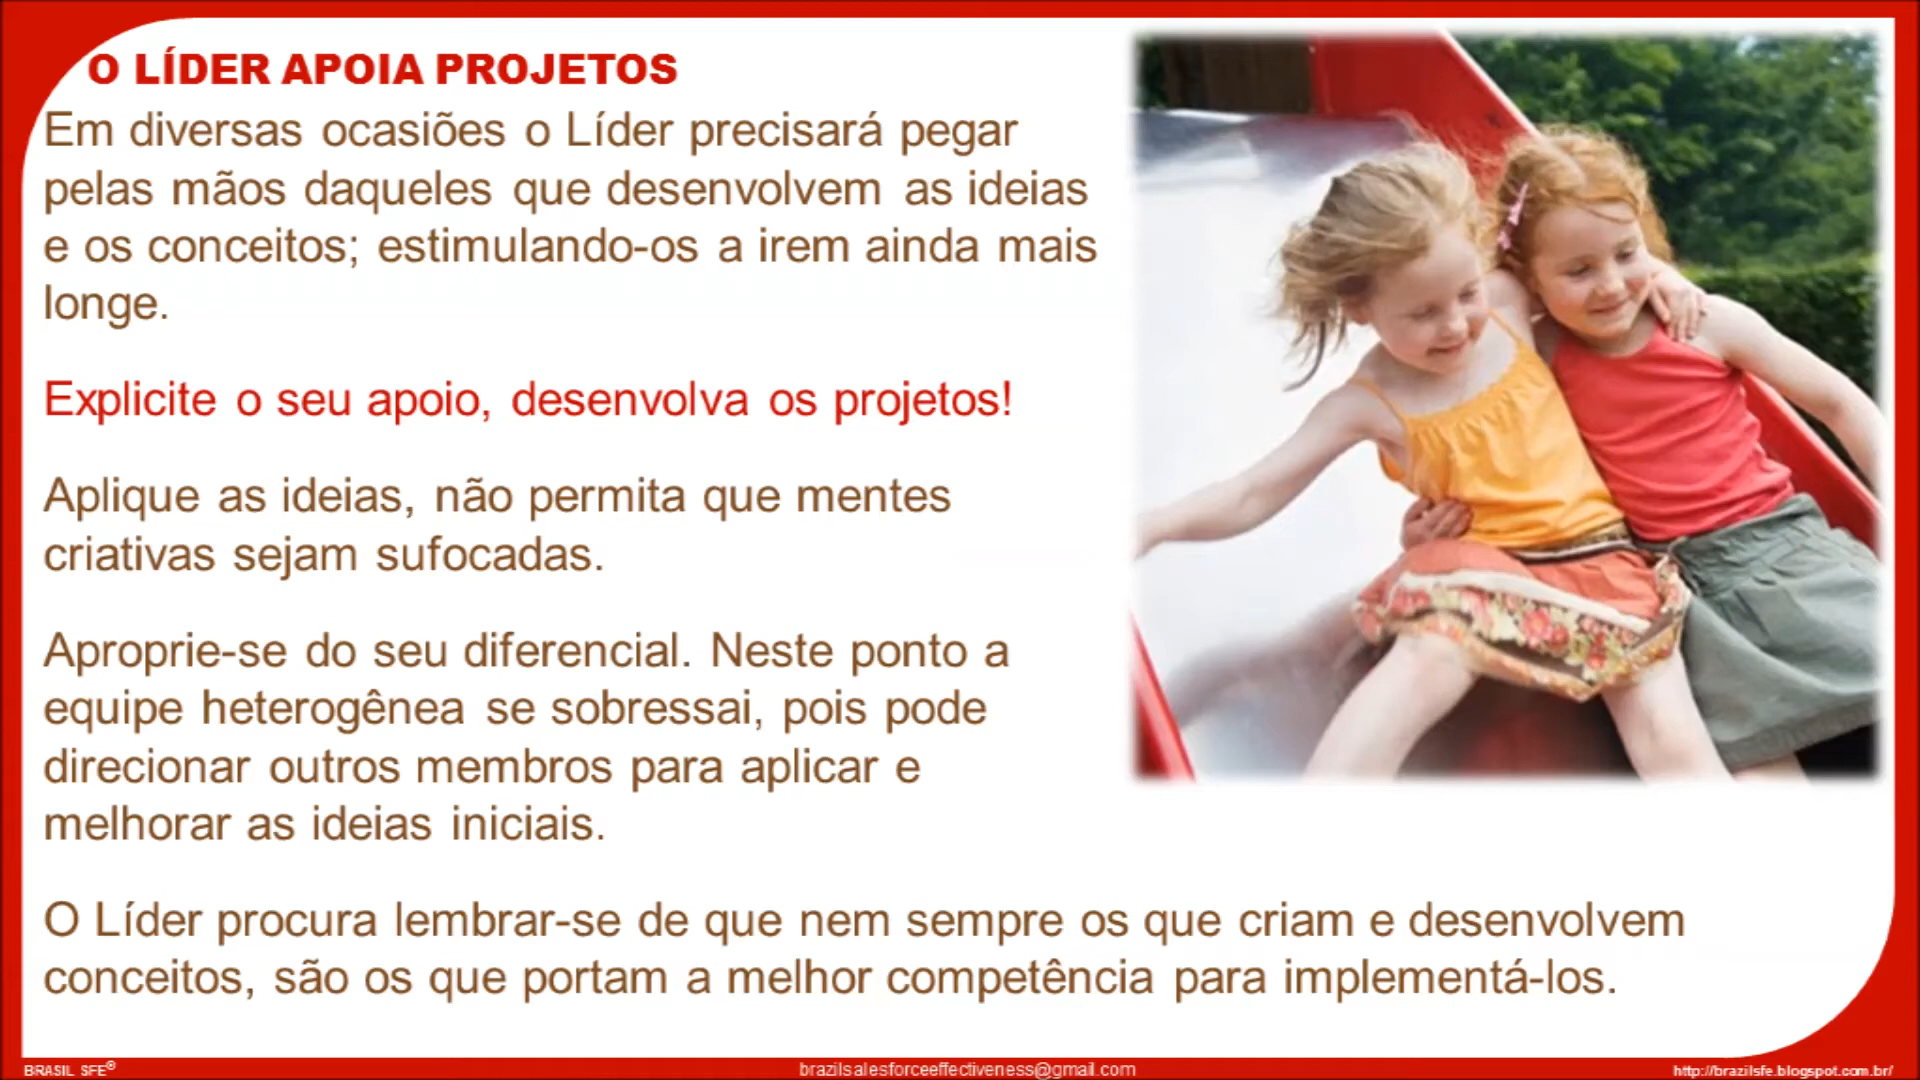 O LÍDER APOIA PROJETOS
Em diversas ocasiões o Líder precisará pegar
pelas mãos daqueles que desenvolvem as ideias
e os conceitos; estimulando-os a irem ainda mais
longe.
Explicite o seu apoio, desenvolva os projetos!
Aplique as ideias, não permita que mentes
criativas sejam sufocadas.
Aproprie-se do seu diferencial. Neste ponto a
equipe heterogênea se sobressai, pois pode
direcionar outros membros para aplicar e
melhorar as ideias iniciais.
O Líder procura lembrar-se de que nem sempre os que criam e desenvolvem
conceitos, são os que portam a melhor competência para implementá-los.
BRASIL SFE® brazilsalesforceeffectiveness@gmail.com http://brazilsfe.blogspot.com.br/